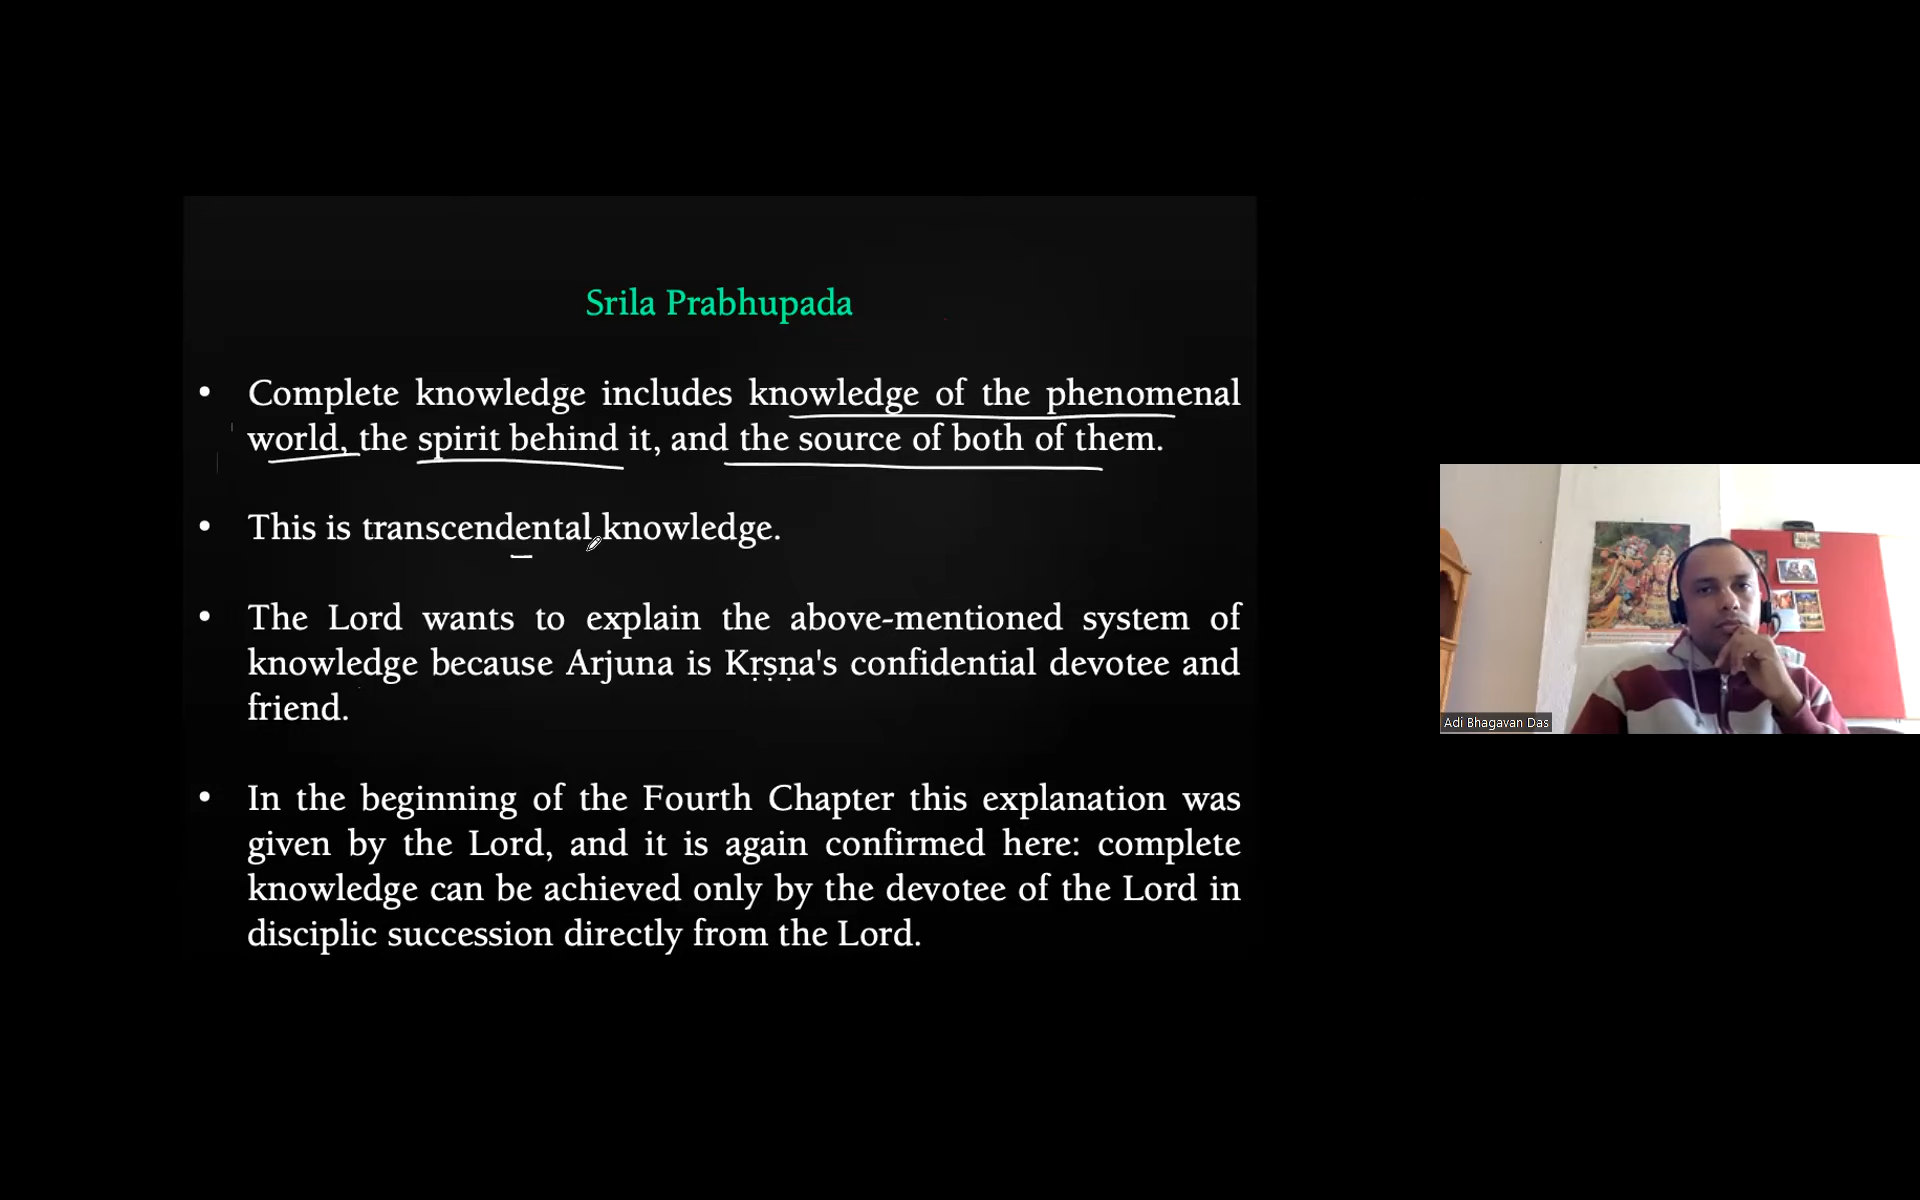 Srila Prabhupada
• Complete knowledge includes knowledge of the phenomenal
world, the spirit behind it, and the source of both of them.
• This is transcendental knowledge.
• The Lord wants to explain the above-mentioned system of
knowledge because Arjuna is Kṛṣṇa's confidential devotee and
friend.
• In the beginning of the Fourth Chapter this explanation was
given by the Lord, and it is again confirmed here: complete
knowledge can be achieved only by the devotee of the Lord in
disciplic succession directly from the Lord.
Adi Bhagavan Das